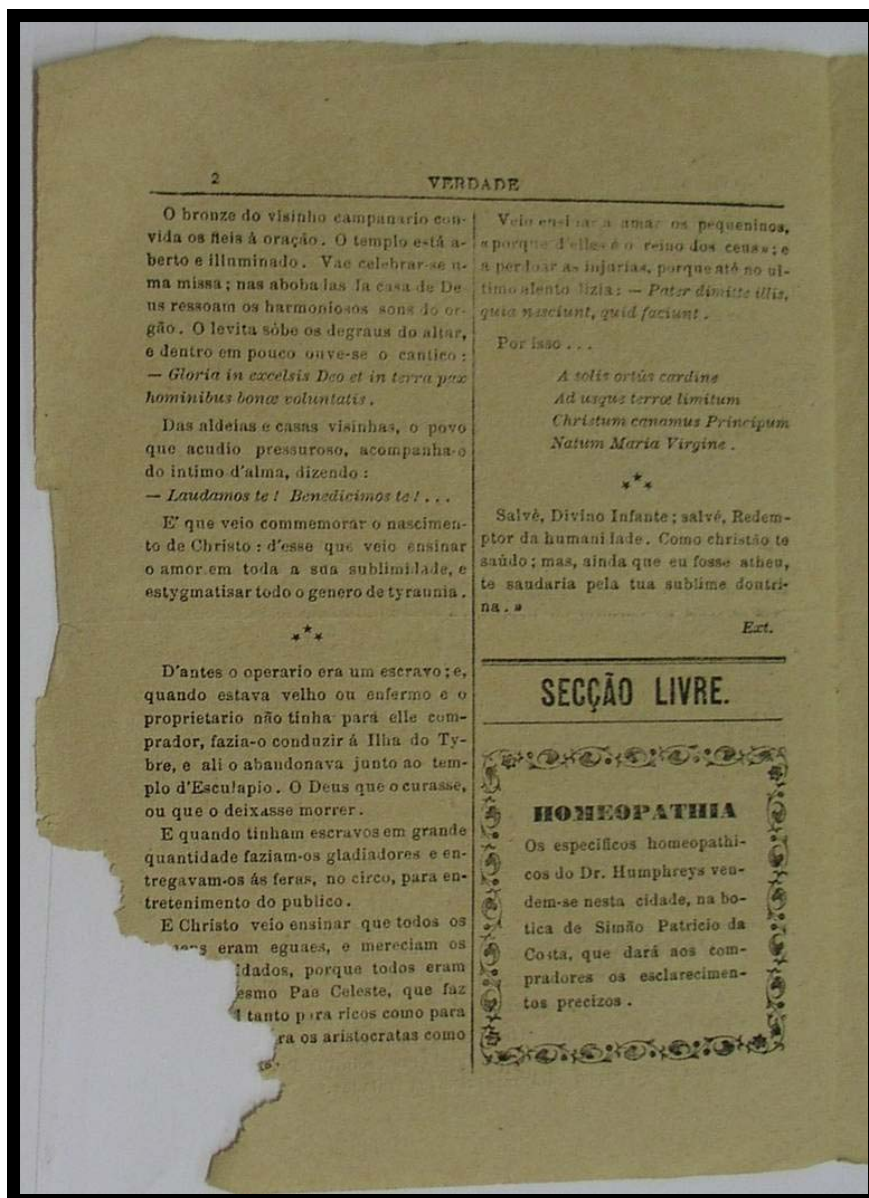 2
VERDADE
O bronze do visinho campanario con-
vida os fieis á oração. O templo está a-
berto e illuminado. Vae celebrar-se u-
ma missa; nas abobadas da casa de De-
us ressoam os harmoniosos sons do or-
gão. O levita sóbe os degraus do altar,
e dentro em pouco ouve-se o cantico:
— Gloria in excelsis Deo et in terra pax
hominibus bonœ voluntatis.
Das aldeias e casas visinhas, o povo
que acudio pressuroso, acompanha-o
do intimo d'alma, dizendo:
— Laudamos te! Benedicimos te!...
E' que veio commemorar o nascimen-
to de Christo: d'esse que veio ensinar
o amor em toda a sua sublimidade, e
estygmatisar todo o genero de tyrannia.
D'antes o operario era um escravo; e,
quando estava velho ou enfermo e o
proprietario não tinha pará elle com-
prador, fazia-o conduzir á Ilha do Ty-
bre, e ali o abandonava junto ao tem-
plo d'Esculapio. O Deus que o curasse,
ou que o deixasse morrer.
E quando tinham escravos em grande
quantidade faziam-os gladiadores e en-
tregavam-os ás feras, no circo, para en-
tretenimento do publico.
E Christo veio ensinar que todos os
eram eguaes, e mereciam os
dados, porque todos eram
esmo Pae Celeste, que faz
l tanto para ricos como para
ra os aristocratas como
Veio ensinar a amar os pequeninos,
«porque d'elles é o reino dos ceus»; e
a perdoar as injurias, porque até no ul-
timo alento dizia: — Pater dimitte illis,
quia nesciunt, quid faciunt.
Por isso...
A solis ortús cardine
Ad usque terrœ limitum
Christum canamus Principum
Natum Maria Virgine.
Salvé, Divino Infante; salvé, Redem-
ptor da humanidade. Como christão te
saúdo; mas, ainda que eu fosse atheu,
te saudaria pela tua sublime doutri-
na.»
Ext.
SECÇÃO LIVRE.
HOMEOPATHIA
Os especificos homeopathi-
cos do Dr. Humphreys ven-
dem-se nesta cidade, na bo-
tica de Simão Patricio da
Costa, que dará aos com-
pradores os esclarecimen-
tos precizos.